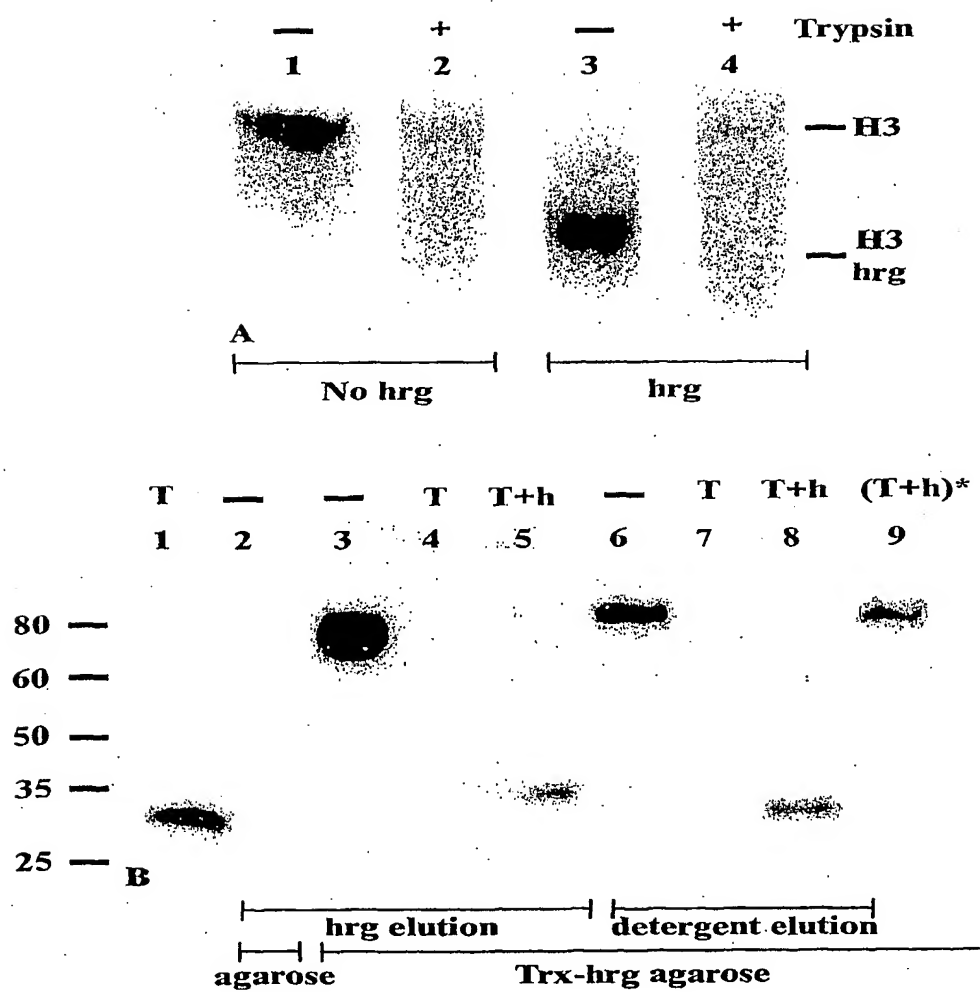 — + — + Trypsin
1 2 3 4
H3
H3
hrg
A
No hrg hrg
T — — T T+h — T T+h (T+h)*
1 2 3 4 5 6 7 8 9
80
60
50
35
25
B
hrg elution detergent elution
agarose Trx-hrg agarose